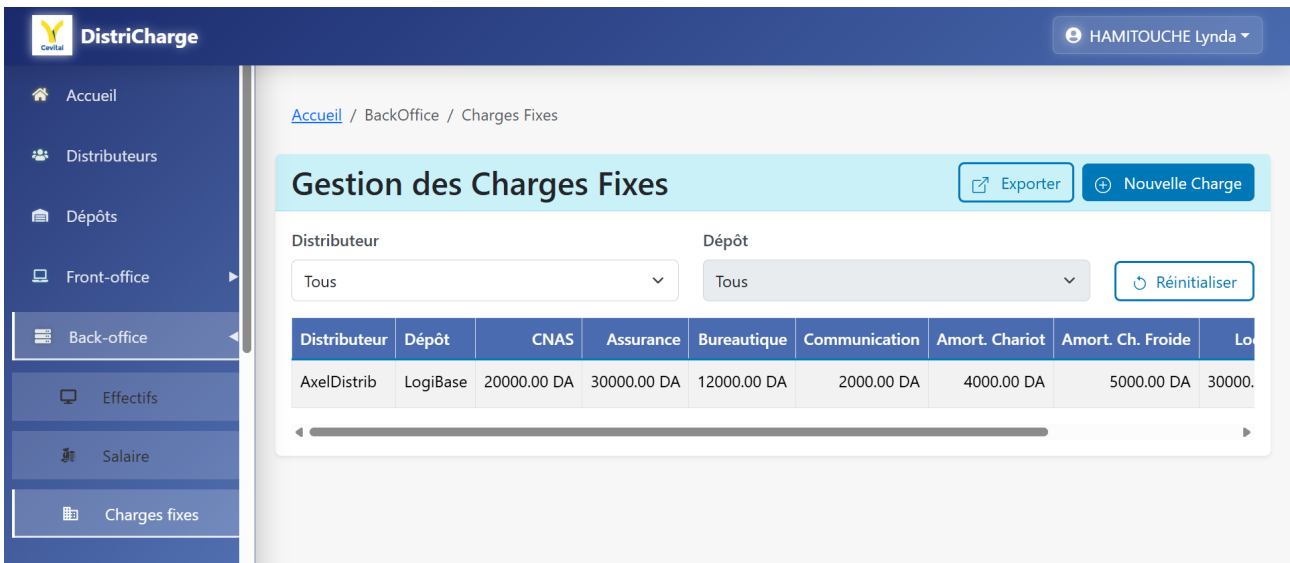 Cevital
DistriCharge
HAMITOUCHE Lynda
Accueil
Distributeurs
Dépôts
Front-office
Back-office
Effectifs
Salaire
Charges fixes
Accueil / BackOffice / Charges Fixes
Gestion des Charges Fixes
Exporter
Nouvelle Charge
Distributeur
Dépôt
Tous
Tous
Réinitialiser
Distributeur Dépôt CNAS Assurance Bureautique Communication Amort. Chariot Amort. Ch. Froide Lo
AxelDistrib LogiBase 20000.00 DA 30000.00 DA 12000.00 DA 2000.00 DA 4000.00 DA 5000.00 DA 30000.